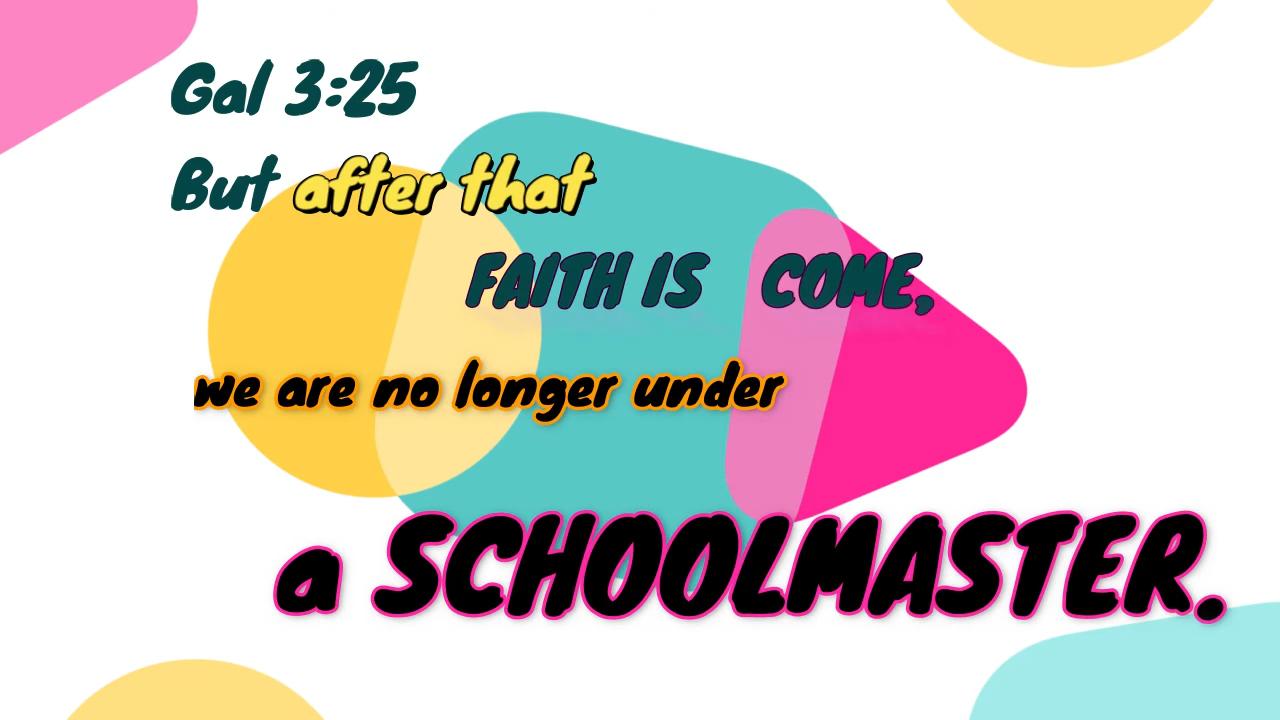 Gal 3:25
But after that
FAITH IS COME,
we are no longer under
a SCHOOLMASTER.